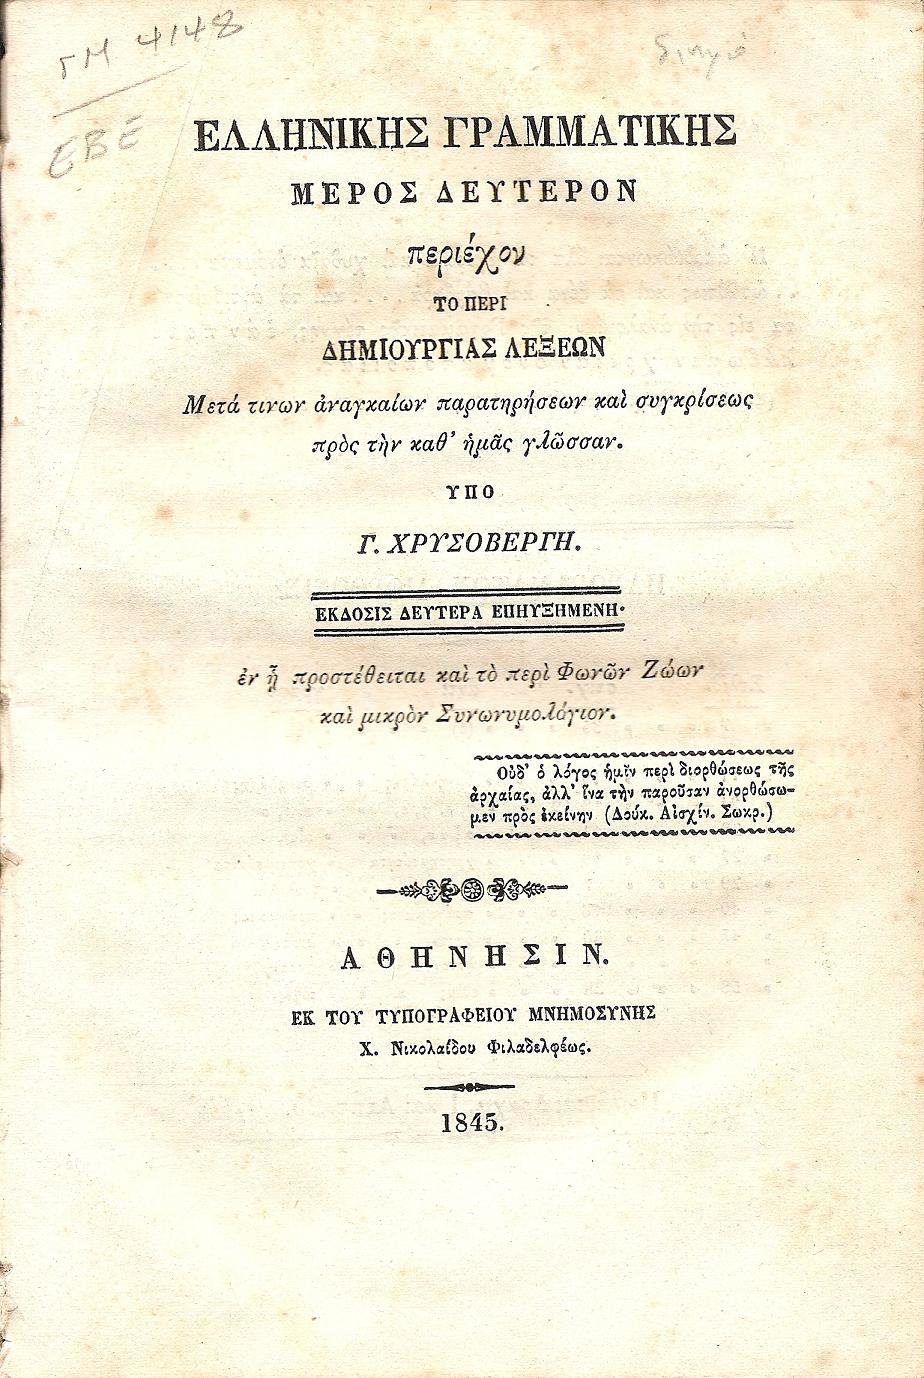 ΓΜ 4148
ΕΒΕ
ΕΛΛΗΝΙΚΗΣ ΓΡΑΜΜΑΤΙΚΗΣ
ΜΕΡΟΣ ΔΕΥΤΕΡΟΝ
περιέχον
ΤΟ ΠΕΡΙ
ΔΗΜΙΟΥΡΓΙΑΣ ΛΕΞΕΩΝ
Μετά τινων ἀναγκαίων παρατηρήσεων καὶ συγκρίσεως
πρὸς τὴν καθ' ἡμᾶς γλῶσσαν.
ΥΠΟ
Γ. ΧΡΥΣΟΒΕΡΓΗ.
ΕΚΔΟΣΙΣ ΔΕΥΤΕΡΑ ΕΠΗΥΞΗΜΕΝΗ·
ἐν ᾗ προστέθειται καὶ τὸ περὶ Φωνῶν Ζώων
καὶ μικρὸν Συνωνυμολόγιον.
Οὐδ' ὁ λόγος ἡμῖν περὶ διορθώσεως τῆς
ἀρχαίας, ἀλλ' ἵνα τὴν παροῦσαν ἀνορθώσω-
μεν πρὸς ἐκείνην (Δούκ. Αἰσχίν. Σωκρ.)
ΑΘΗΝΗΣΙΝ.
ΕΚ ΤΟΥ ΤΥΠΟΓΡΑΦΕΙΟΥ ΜΝΗΜΟΣΥΝΗΣ
Χ. Νικολαΐδου Φιλαδελφέως.
1845.